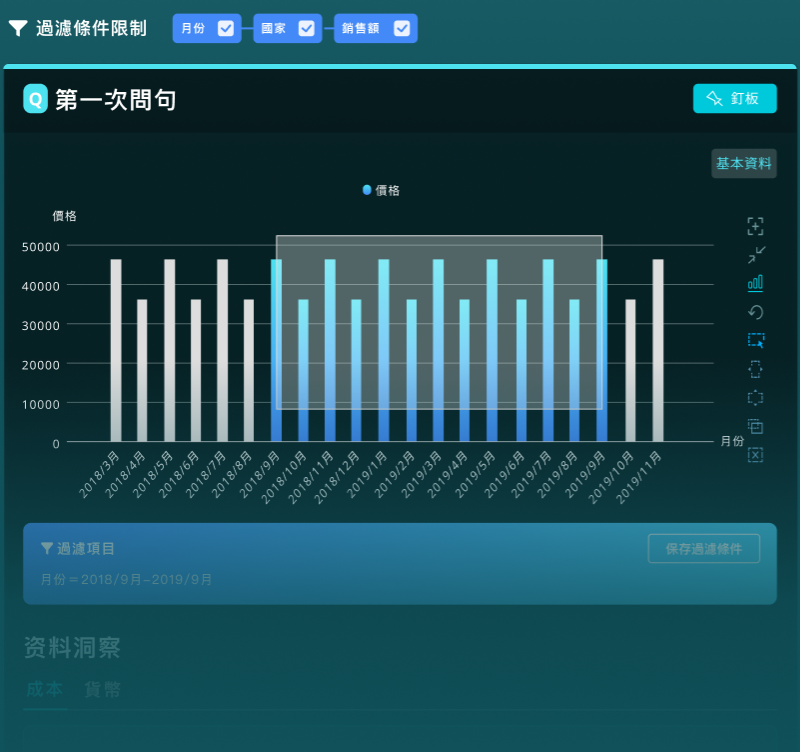 過濾條件限制 月份 國家 銷售額
Q 第一次問句 釘板
基本資料
價格
價格
50000
40000
30000
20000
10000
0
月份
2018/3月 2018/4月 2018/5月 2018/6月 2018/7月 2018/8月 2018/9月 2018/10月 2018/11月 2018/12月 2019/1月 2019/2月 2019/3月 2019/4月 2019/5月 2019/6月 2019/7月 2019/8月 2019/9月 2019/10月 2019/11月
過濾項目 保存過濾條件
月份＝2018/9月–2019/9月
资料洞察
成本 貨幣